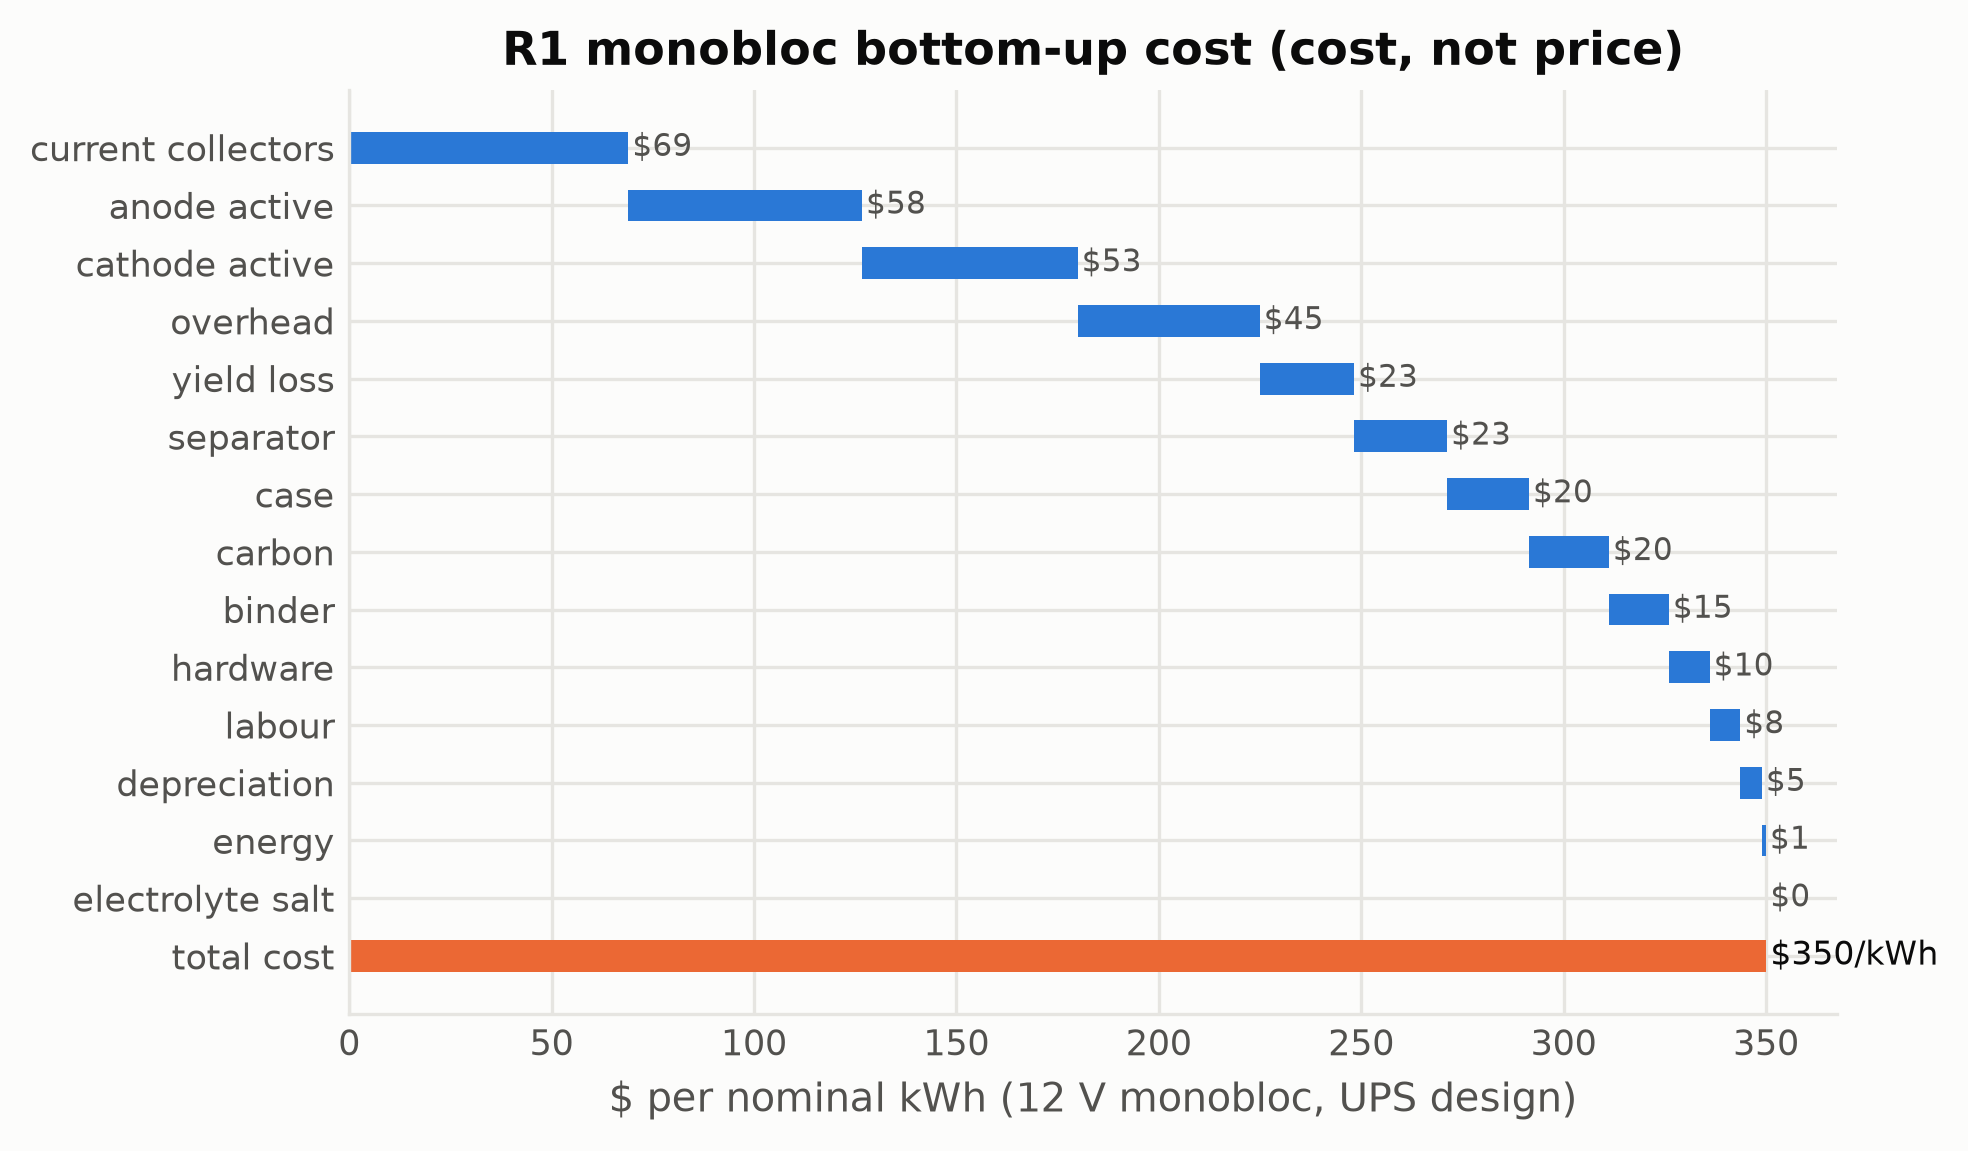 R1 monobloc bottom-up cost (cost, not price)
current collectors $69
anode active $58
cathode active $53
overhead $45
yield loss $23
separator $23
case $20
carbon $20
binder $15
hardware $10
labour $8
depreciation $5
energy $1
electrolyte salt $0
total cost $350/kWh
0 50 100 150 200 250 300 350
$ per nominal kWh (12 V monobloc, UPS design)